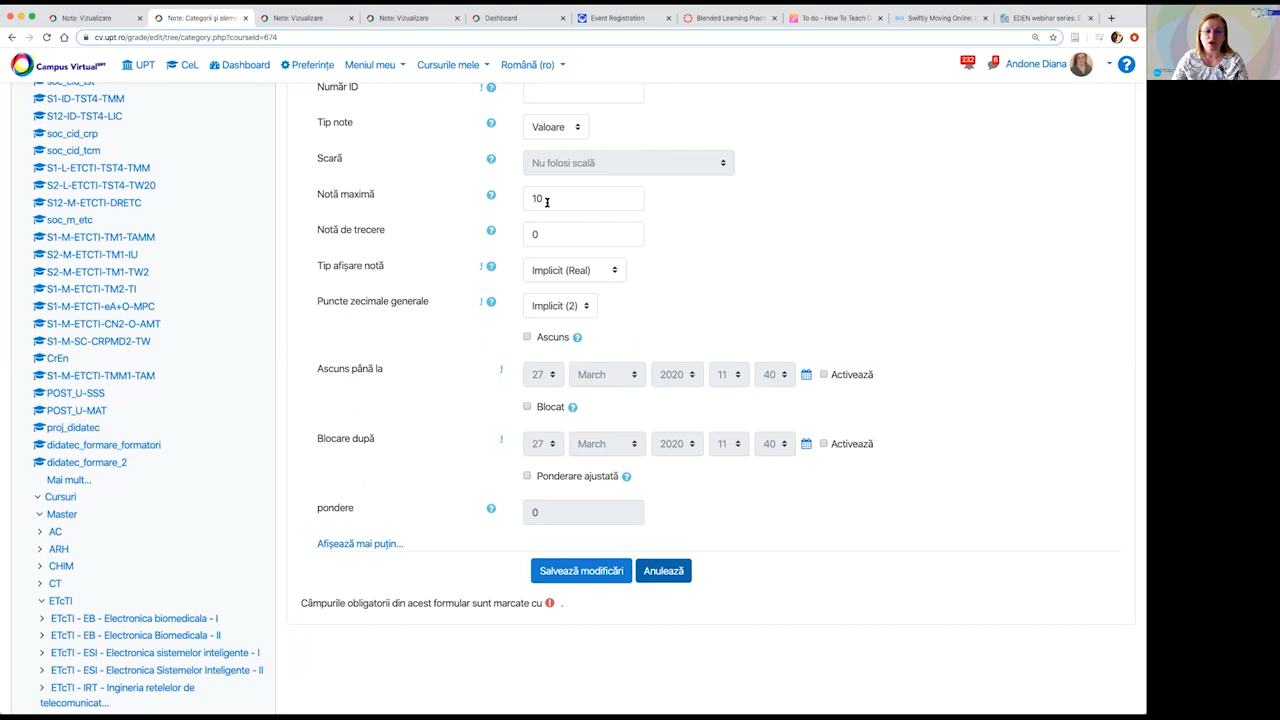 Note: Vizualizare
Note: Categorii şi eleme
Note: Vizualizare
Note: Vizualizare
Dashboard
Event Registration
Blended Learning Pract
To do - How To Teach O
Swiftly Moving Online:
EDEN webinar series: E
cv.upt.ro/grade/edit/tree/category.php?courseid=674
Campus Virtual UPT
UPT
CeL
Dashboard
Preferințe
Meniul meu
Cursurile mele
Română (ro)
232
6
Andone Diana
soc_cid_tst
S1-ID-TST4-TMM
S12-ID-TST4-LIC
soc_cid_crp
soc_cid_tcm
S1-L-ETCTI-TST4-TMM
S2-L-ETCTI-TST4-TW20
S12-M-ETCTI-DRETC
soc_m_etc
S1-M-ETCTI-TM1-TAMM
S2-M-ETCTI-TM1-IU
S2-M-ETCTI-TM1-TW2
S1-M-ETCTI-TM2-TI
S1-M-ETCTI-eA+O-MPC
S1-M-ETCTI-CN2-O-AMT
S1-M-SC-CRPMD2-TW
CrEn
S1-M-ETCTI-TMM1-TAM
POST_U-SSS
POST_U-MAT
proj_didatec
didatec_formare_formatori
didatec_formare_2
Mai mult...
Cursuri
Master
AC
ARH
CHIM
CT
ETcTI
ETcTI - EB - Electronica biomedicala - I
ETcTI - EB - Electronica Biomedicala - II
ETcTI - ESI - Electronica sistemelor inteligente - I
ETcTI - ESI - Electronica Sistemelor Inteligente - II
ETcTI - IRT - Ingineria retelelor de
telecomunicat...
Număr ID
Tip note
Valoare
Scară
Nu folosi scală
Notă maximă
10
Notă de trecere
0
Tip afişare notă
Implicit (Real)
Puncte zecimale generale
Implicit (2)
Ascuns
Ascuns până la
27 March 2020 11 40 Activează
Blocat
Blocare după
27 March 2020 11 40 Activează
Ponderare ajustată
pondere
0
Afişează mai puţin...
Salvează modificări
Anulează
Câmpurile obligatorii din acest formular sunt marcate cu .